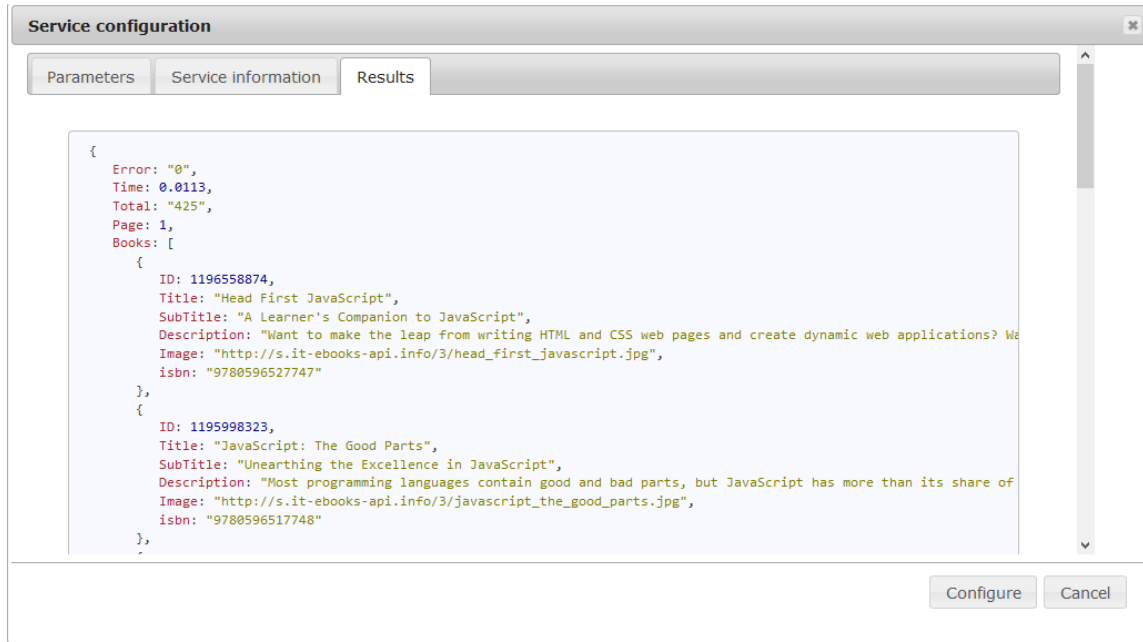 Service configuration
Parameters Service information Results
{
Error: "0",
Time: 0.0113,
Total: "425",
Page: 1,
Books: [
{
ID: 1196558874,
Title: "Head First JavaScript",
SubTitle: "A Learner's Companion to JavaScript",
Description: "Want to make the leap from writing HTML and CSS web pages and create dynamic web applications? Wa
Image: "http://s.it-ebooks-api.info/3/head_first_javascript.jpg",
isbn: "9780596527747"
},
{
ID: 1195998323,
Title: "JavaScript: The Good Parts",
SubTitle: "Unearthing the Excellence in JavaScript",
Description: "Most programming languages contain good and bad parts, but JavaScript has more than its share of
Image: "http://s.it-ebooks-api.info/3/javascript_the_good_parts.jpg",
isbn: "9780596517748"
},
Configure Cancel